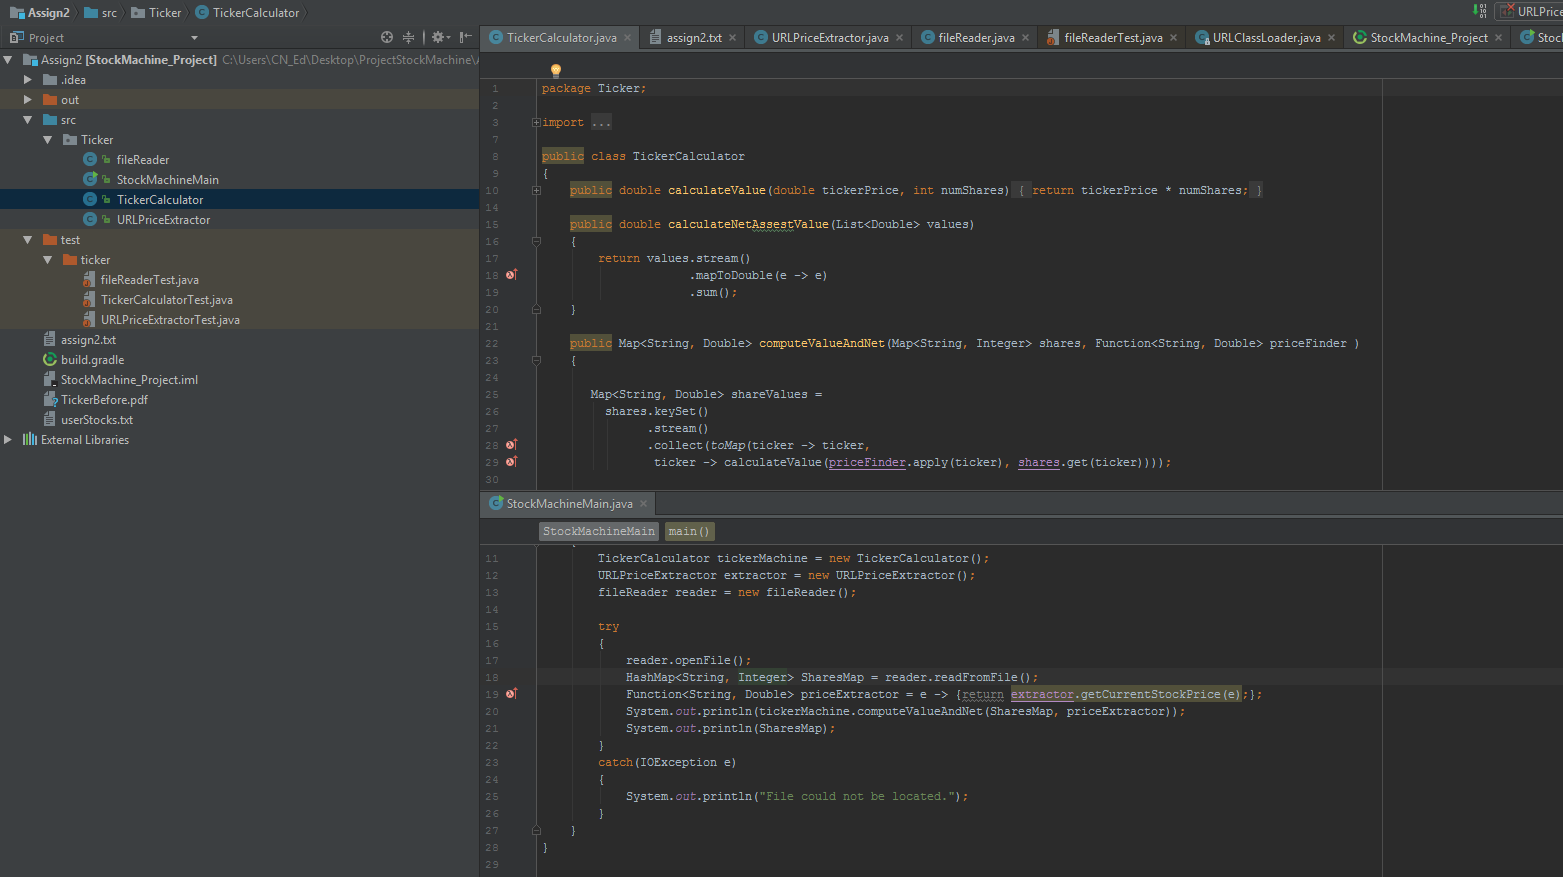 Assign2 src Ticker TickerCalculator
URLPrice
Project
Assign2 [StockMachine_Project] C:\Users\CN_Ed\Desktop\ProjectStockMachine\A
.idea
out
src
Ticker
fileReader
StockMachineMain
TickerCalculator
URLPriceExtractor
test
ticker
fileReaderTest.java
TickerCalculatorTest.java
URLPriceExtractorTest.java
assign2.txt
build.gradle
StockMachine_Project.iml
TickerBefore.pdf
userStocks.txt
External Libraries
TickerCalculator.java assign2.txt URLPriceExtractor.java fileReader.java fileReaderTest.java URLClassLoader.java StockMachine_Project Stoc
1 package Ticker;
2
3 import ...
7
8 public class TickerCalculator
9 {
10 public double calculateValue(double tickerPrice, int numShares) { return tickerPrice * numShares; }
14
15 public double calculateNetAssestValue(List<Double> values)
16 {
17 return values.stream()
18 .mapToDouble(e -> e)
19 .sum();
20 }
21
22 public Map<String, Double> computeValueAndNet(Map<String, Integer> shares, Function<String, Double> priceFinder )
23 {
24
25 Map<String, Double> shareValues =
26 shares.keySet()
27 .stream()
28 .collect(toMap(ticker -> ticker,
29 ticker -> calculateValue(priceFinder.apply(ticker), shares.get(ticker))));
30
StockMachineMain.java
StockMachineMain main()
11 TickerCalculator tickerMachine = new TickerCalculator();
12 URLPriceExtractor extractor = new URLPriceExtractor();
13 fileReader reader = new fileReader();
14
15 try
16 {
17 reader.openFile();
18 HashMap<String, Integer> SharesMap = reader.readFromFile();
19 Function<String, Double> priceExtractor = e -> {return extractor.getCurrentStockPrice(e);};
20 System.out.println(tickerMachine.computeValueAndNet(SharesMap, priceExtractor));
21 System.out.println(SharesMap);
22 }
23 catch(IOException e)
24 {
25 System.out.println("File could not be located.");
26 }
27 }
28 }
29